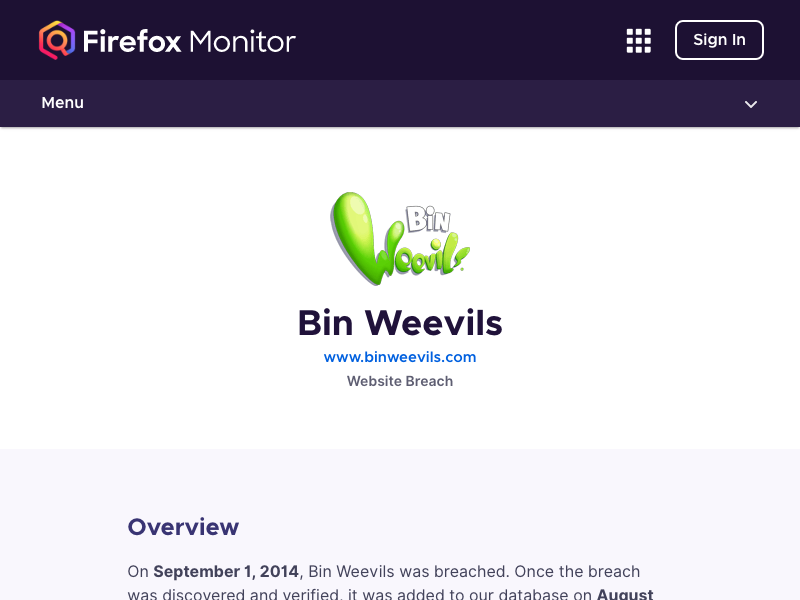 Firefox Monitor
Sign In
Menu
Bin Weevils
Bin Weevils
www.binweevils.com
Website Breach
Overview
On September 1, 2014, Bin Weevils was breached. Once the breach
was discovered and verified, it was added to our database on August